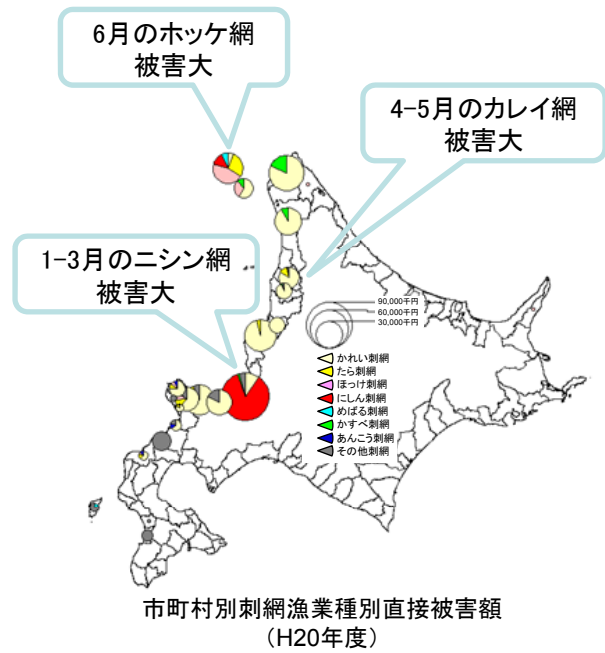 6月のホッケ網
被害大
4-5月のカレイ網
被害大
1-3月のニシン網
被害大
90,000千円
60,000千円
30,000千円
かれい刺網
たら刺網
ほっけ刺網
にしん刺網
めばる刺網
かすべ刺網
あんこう刺網
その他刺網
市町村別刺網漁業種別直接被害額
（H20年度）